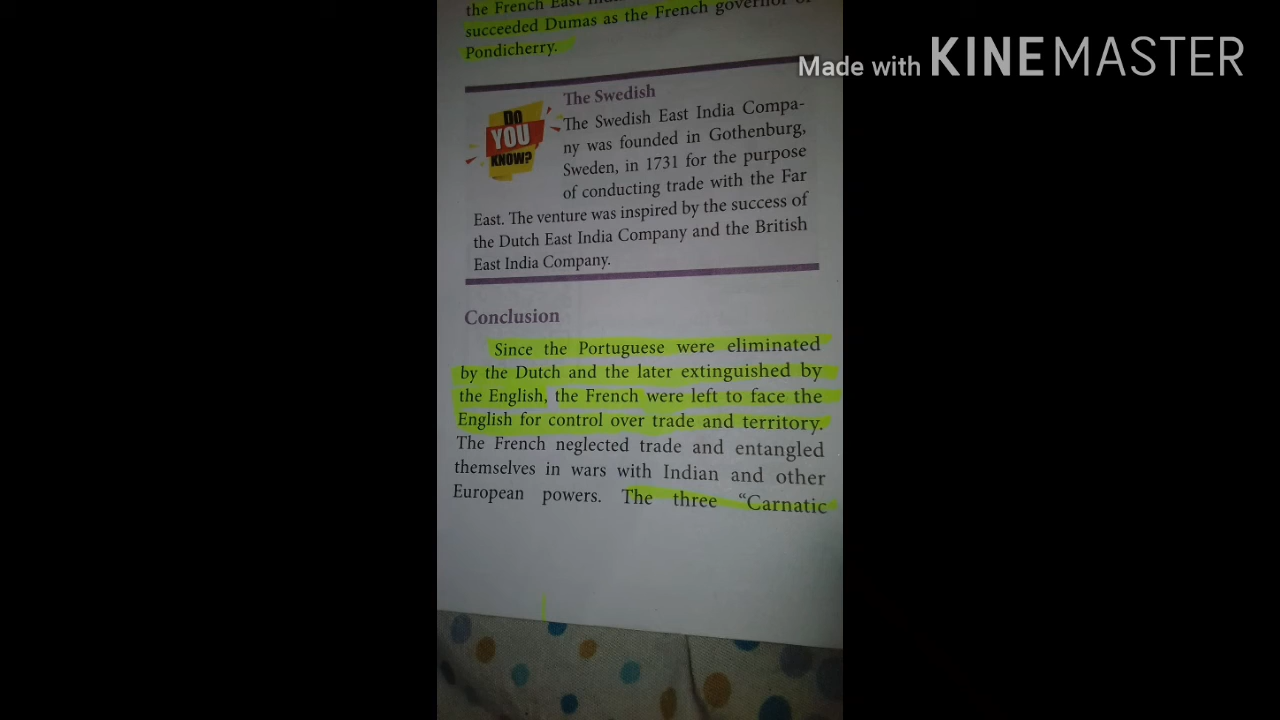 the French East
succeeded Dumas as the French governor of
Pondicherry.
Made with KINEMASTER
DO
YOU
KNOW?
The Swedish
The Swedish East India Compa-
ny was founded in Gothenburg,
Sweden, in 1731 for the purpose
of conducting trade with the Far
East. The venture was inspired by the success of
the Dutch East India Company and the British
East India Company.
Conclusion
Since the Portuguese were eliminated
by the Dutch and the later extinguished by
the English, the French were left to face the
English for control over trade and territory.
The French neglected trade and entangled
themselves in wars with Indian and other
European powers. The three “Carnatic